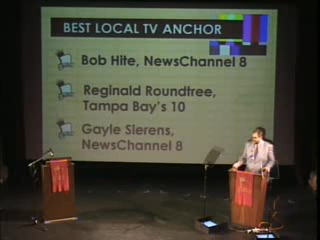 BEST LOCAL TV ANCHOR
Bob Hite, NewsChannel 8
Reginald Roundtree,
Tampa Bay's 10
Gayle Sierens,
NewsChannel 8